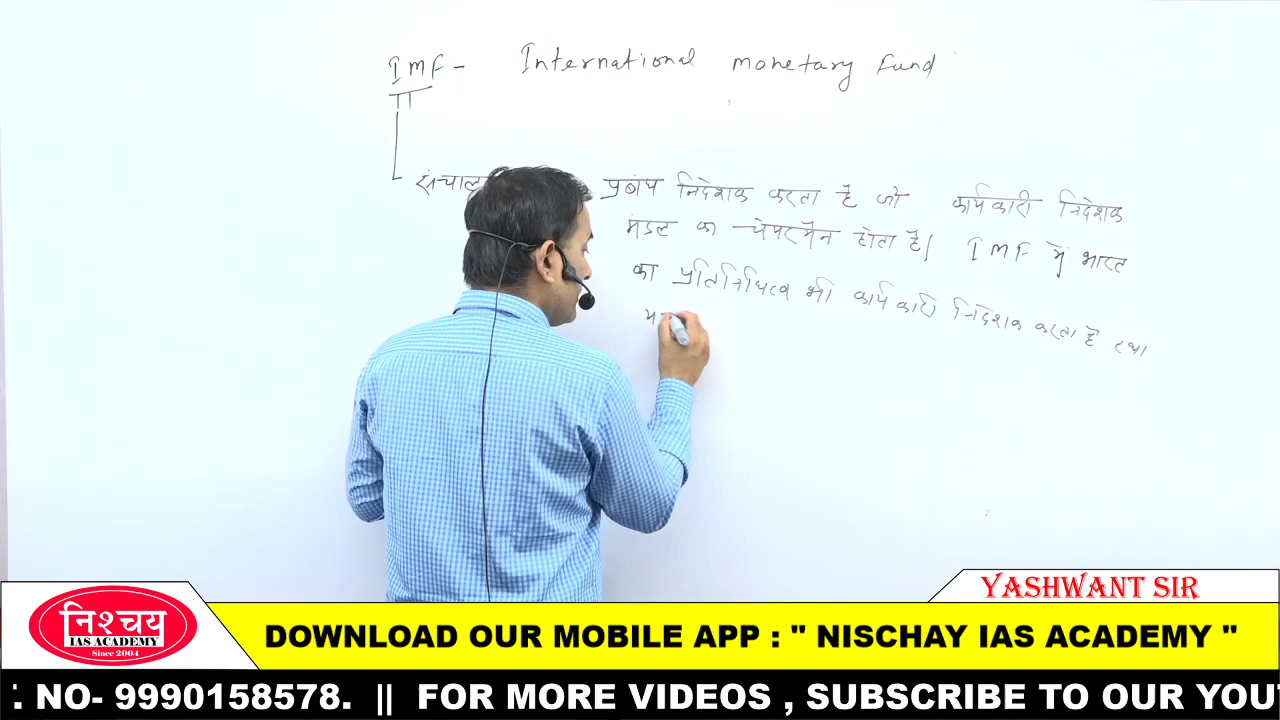 IMF - International monetary Fund
प्रबंध निदेशक करता है जो कार्यकारी निदेशक
मंडल का चेयरमैन होता है। IMF में भारत
का प्रतिनिधित्व भी कार्यकारी निदेशक करता है तथा
YASHWANT SIR
निश्चय
IAS ACADEMY
Since 2004
DOWNLOAD OUR MOBILE APP : " NISCHAY IAS ACADEMY "
NO- 9990158578. || FOR MORE VIDEOS , SUBSCRIBE TO OUR